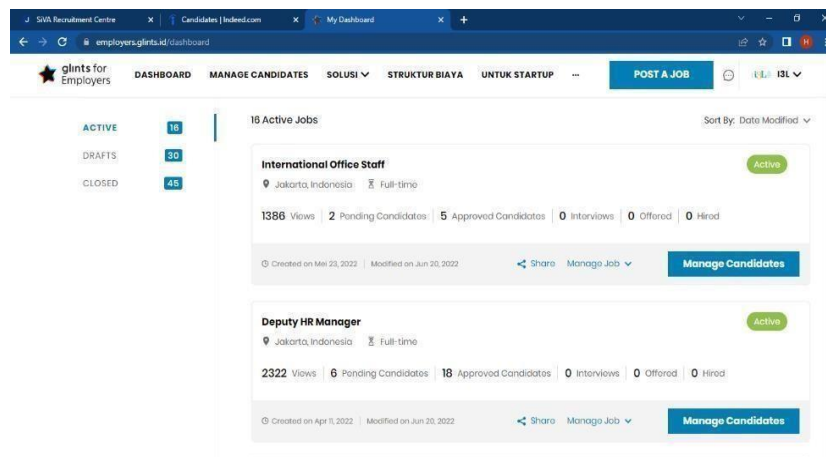 SiVA Recruitment Centre
Candidates | Indeed.com
My Dashboard
employers.glints.id/dashboard
glints for
Employers
DASHBOARD MANAGE CANDIDATES SOLUSI STRUKTUR BIAYA UNTUK STARTUP ... POST A JOB I3L
ACTIVE 16
DRAFTS 30
CLOSED 45
16 Active Jobs
Sort By: Date Modified
International Office Staff
Active
Jakarta, Indonesia Full-time
1386 Views 2 Pending Candidates 5 Approved Candidates 0 Interviews 0 Offered 0 Hired
Created on Mei 23, 2022 Modified on Jun 20, 2022 Share Manage Job Manage Candidates
Deputy HR Manager
Active
Jakarta, Indonesia Full-time
2322 Views 6 Pending Candidates 18 Approved Candidates 0 Interviews 0 Offered 0 Hired
Created on Apr 11, 2022 Modified on Jun 20, 2022 Share Manage Job Manage Candidates